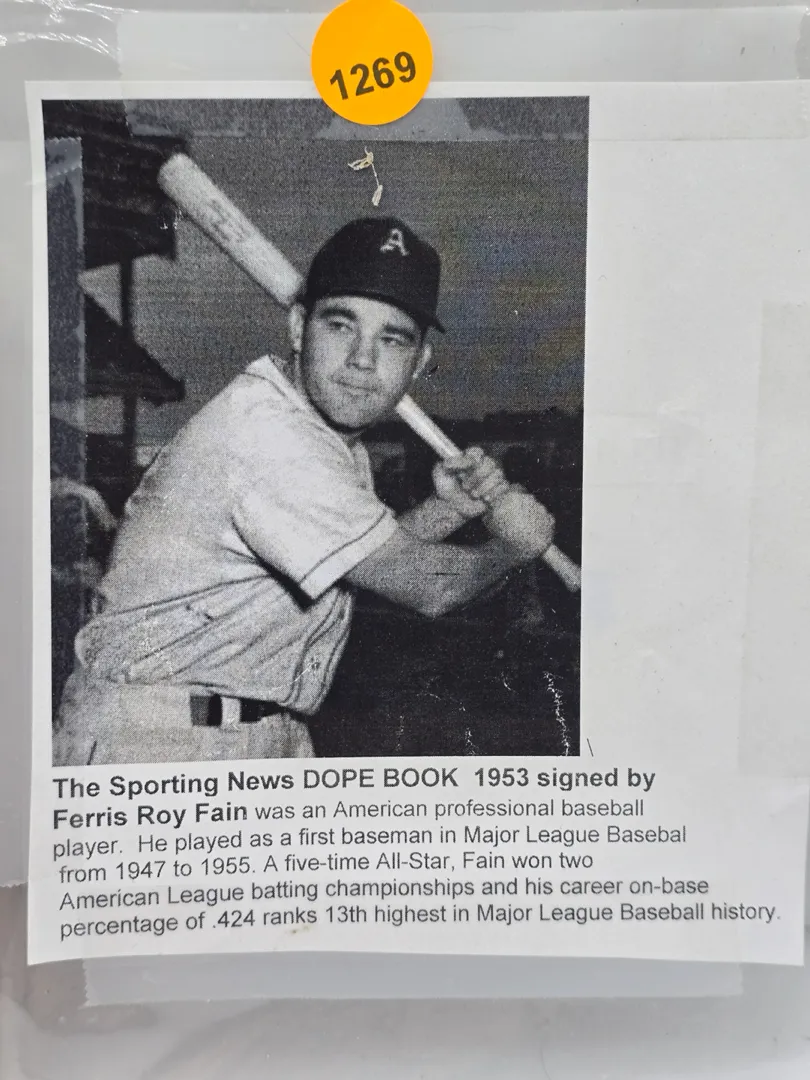 1269
A
The Sporting News DOPE BOOK 1953 signed by
Ferris Roy Fain was an American professional baseball
player. He played as a first baseman in Major League Basebal
from 1947 to 1955. A five-time All-Star, Fain won two
American League batting championships and his career on-base
percentage of .424 ranks 13th highest in Major League Baseball history.